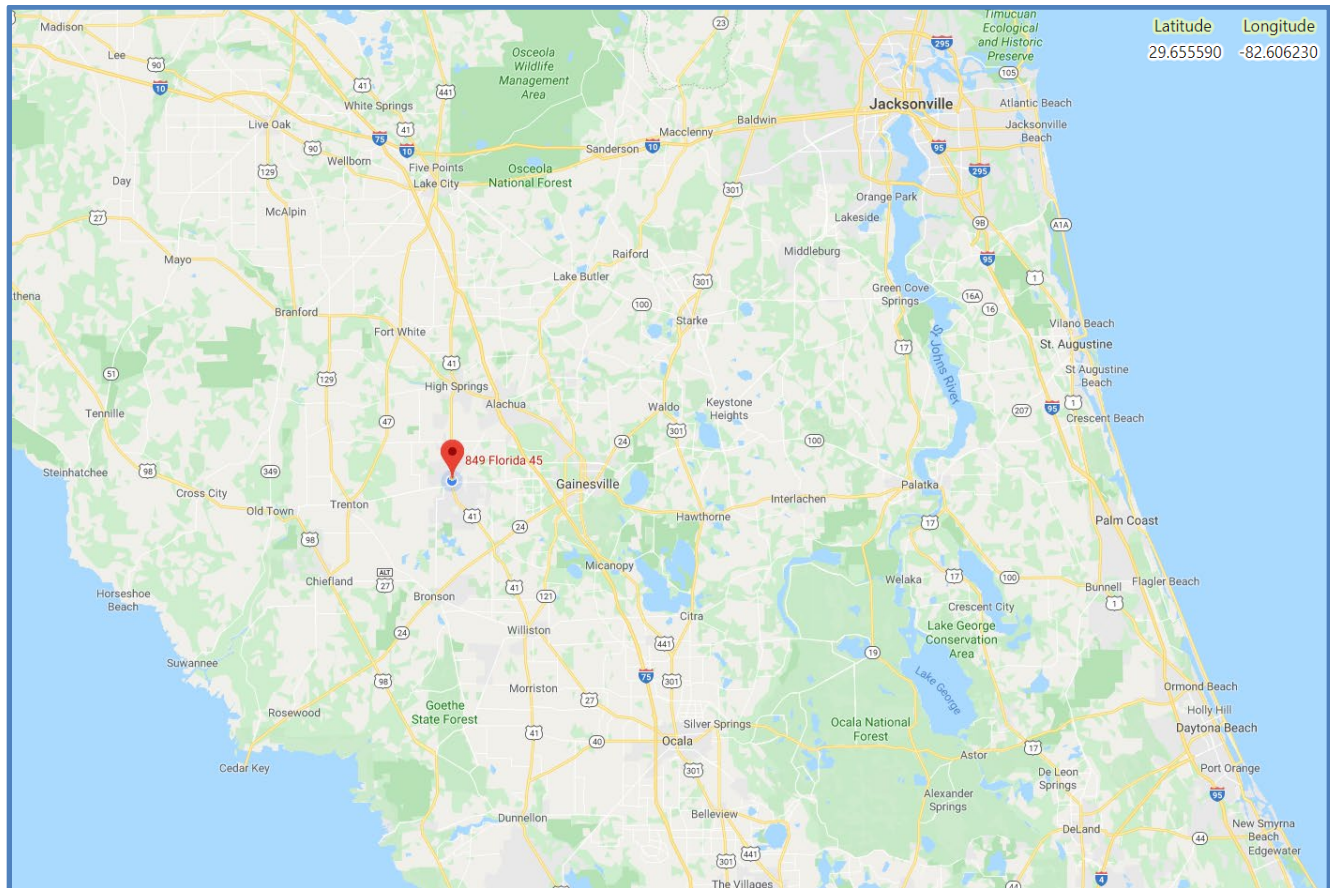 Timucuan
Ecological
and Historic
Preserve
Latitude Longitude
29.655590 -82.606230
Madison
23
Lee
90
10
Osceola
Wildlife
Management
Area
295
105
41
441
White Springs
41
Jacksonville
Atlantic Beach
Live Oak
75
10
90
Wellborn
Five Points
Lake City
Macclenny
Baldwin
Sanderson
10
95
Jacksonville
Beach
129
Osceola
National Forest
295
Day
301
Orange Park
McAlpin
27
Lakeside
9B
A1A
Mayo
Raiford
Middleburg
95
Lake Butler
301
1
thena
100
Green Cove
Springs
16A
16
Branford
Fort White
Starke
Vilano Beach
17
St Johns River
St. Augustine
41
51
129
High Springs
St Augustine
Beach
Tennille
47
Alachua
Waldo
Keystone
Heights
207
95
1
Crescent Beach
301
24
100
849 Florida 45
Steinhatchee
98
349
Cross City
Gainesville
Palatka
Old Town
Trenton
Interlachen
41
24
Hawthorne
17
Palm Coast
98
Micanopy
ALT
27
Chiefland
Welaka
17
100
Flagler Beach
Bunnell
Horseshoe
Beach
Bronson
41
121
1
Crescent City
Citra
24
Williston
441
Lake George
Conservation
Area
19
Suwannee
98
75
301
Lake George
Morriston
27
Ormond Beach
Goethe
State Forest
Rosewood
Silver Springs
Ocala National
Forest
Holly Hill
Daytona Beach
41
40
Ocala
17
Cedar Key
301
Astor
Port Orange
De Leon
Springs
Alexander
Springs
95
Dunnellon
Belleview
New Smyrna
Beach
DeLand
44
Edgewater
441
301
4
The Villages
44